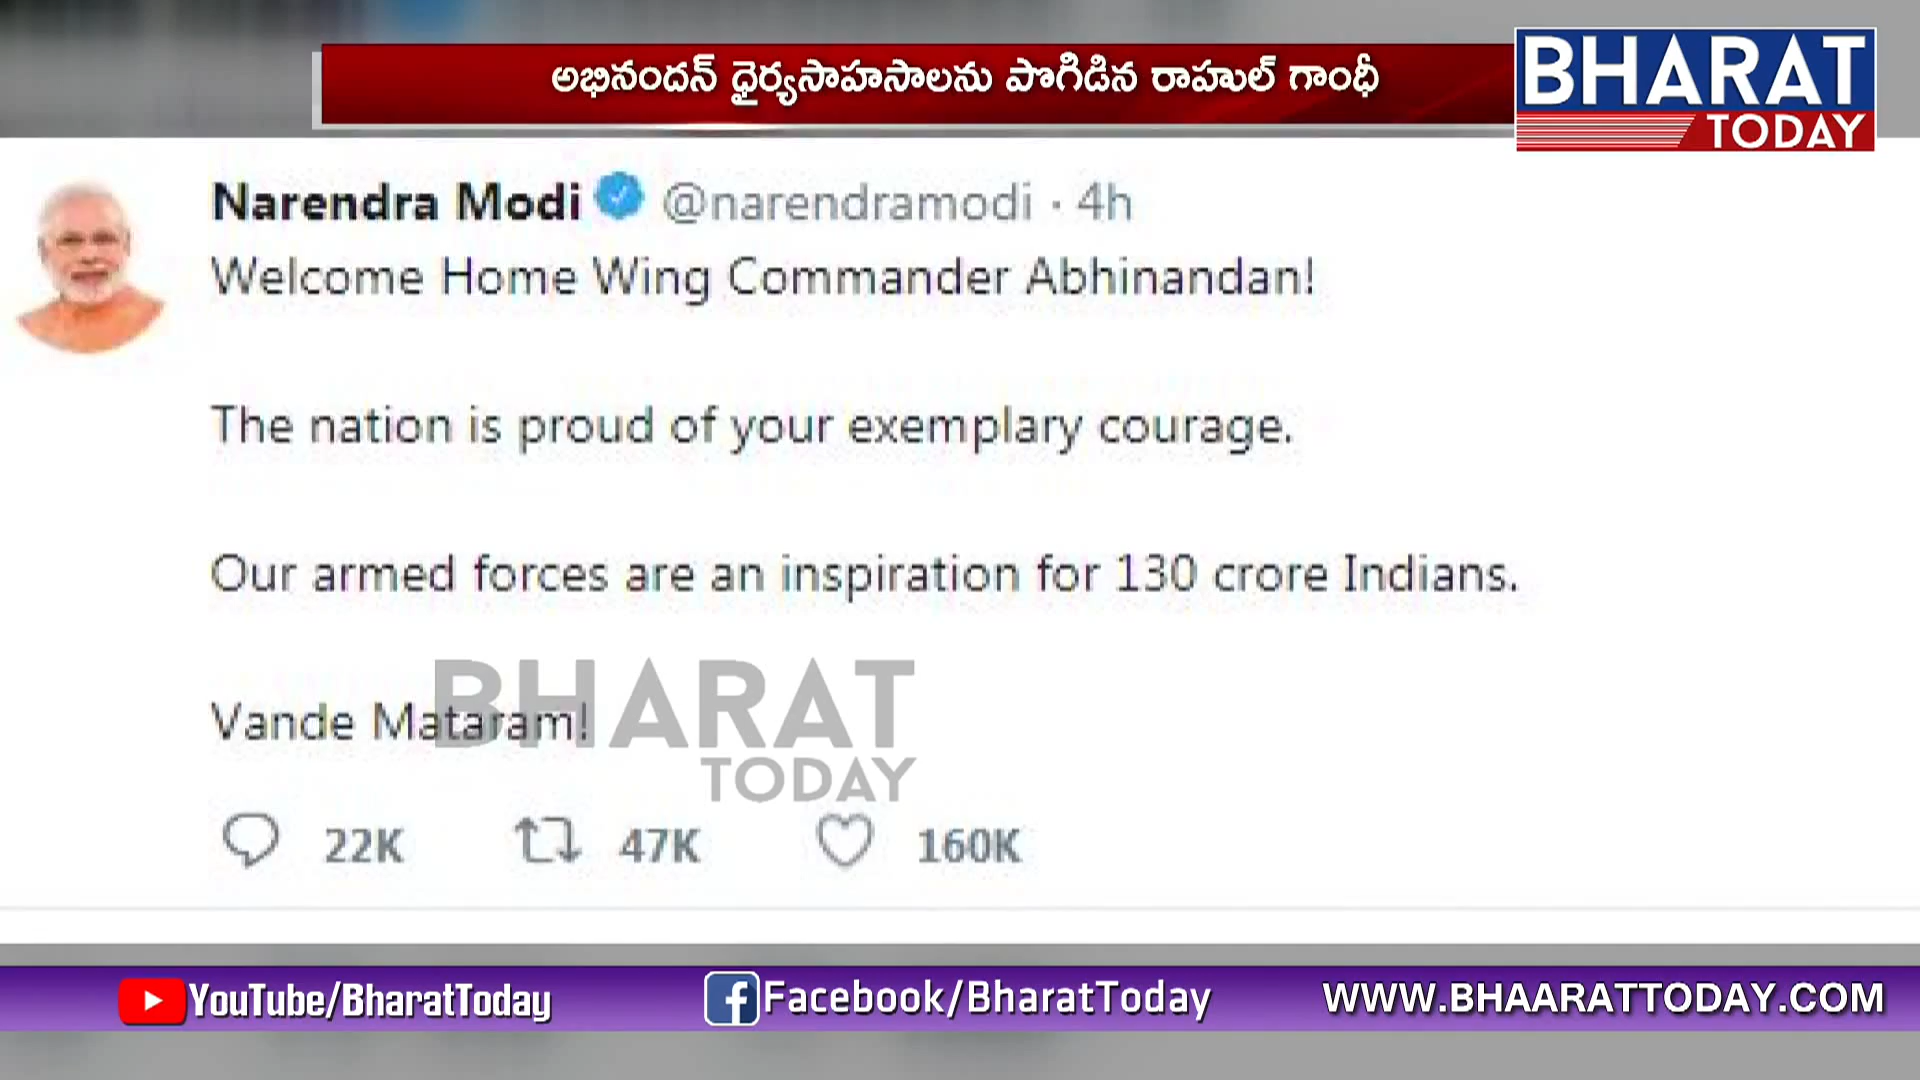 అభినందన్ ధైర్యసాహసాలను పొగిడిన రాహుల్ గాంధీ
BHARAT
TODAY
Narendra Modi @narendramodi · 4h
Welcome Home Wing Commander Abhinandan!
The nation is proud of your exemplary courage.
Our armed forces are an inspiration for 130 crore Indians.
Vande Mataram!
BHARAT
TODAY
22K 47K 160K
YouTube/BharatToday Facebook/BharatToday WWW.BHAARATTODAY.COM